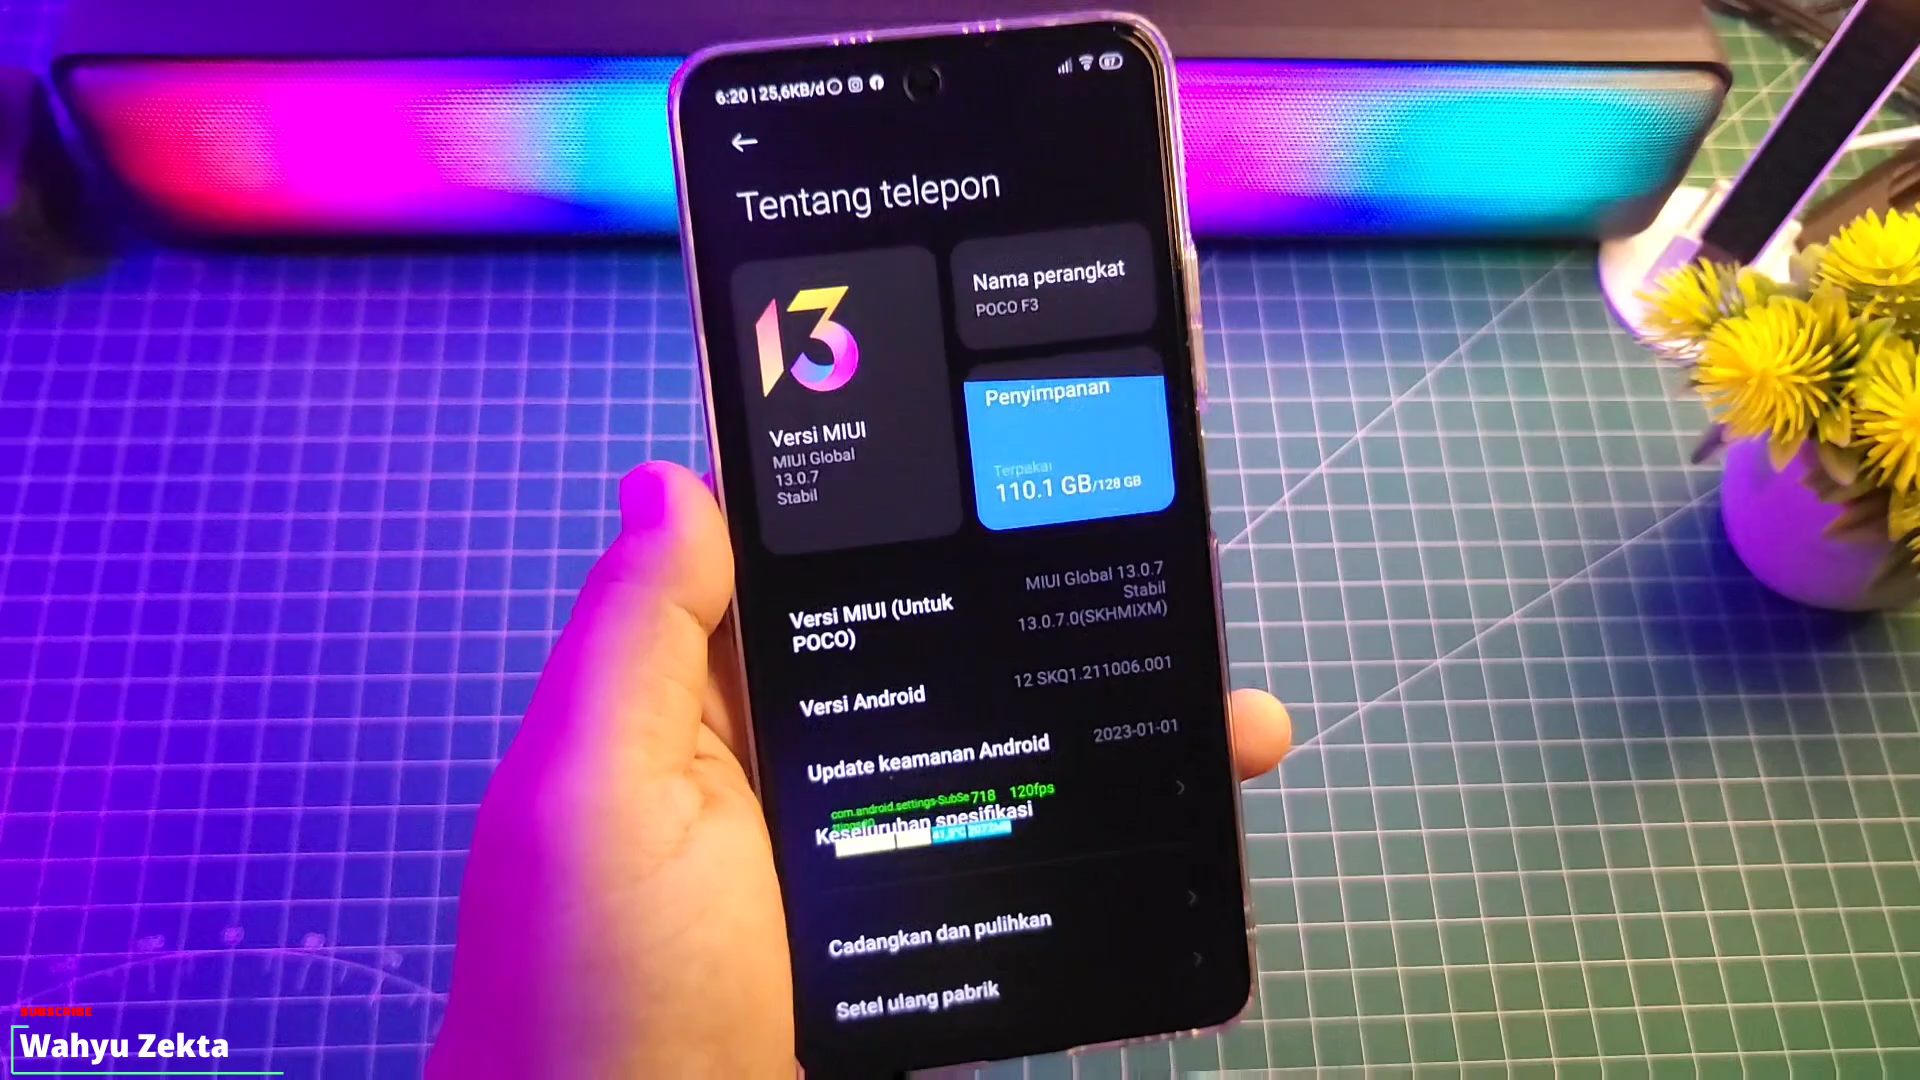 6:20 | 25,6KB/d
67
Tentang telepon
13
Versi MIUI
MIUI Global
13.0.7
Stabil
Nama perangkat
POCO F3
Penyimpanan
Terpakai
110.1 GB/128 GB
Versi MIUI (Untuk
POCO)
MIUI Global 13.0.7
Stabil
13.0.7.0(SKHMIXM)
Versi Android
12 SKQ1.211006.001
Update keamanan Android
2023-01-01
com.android.settings-SubSe 718 120fps
Keseluruhan spesifikasi
Cadangkan dan pulihkan
Setel ulang pabrik
SUBSCRIBE
Wahyu Zekta